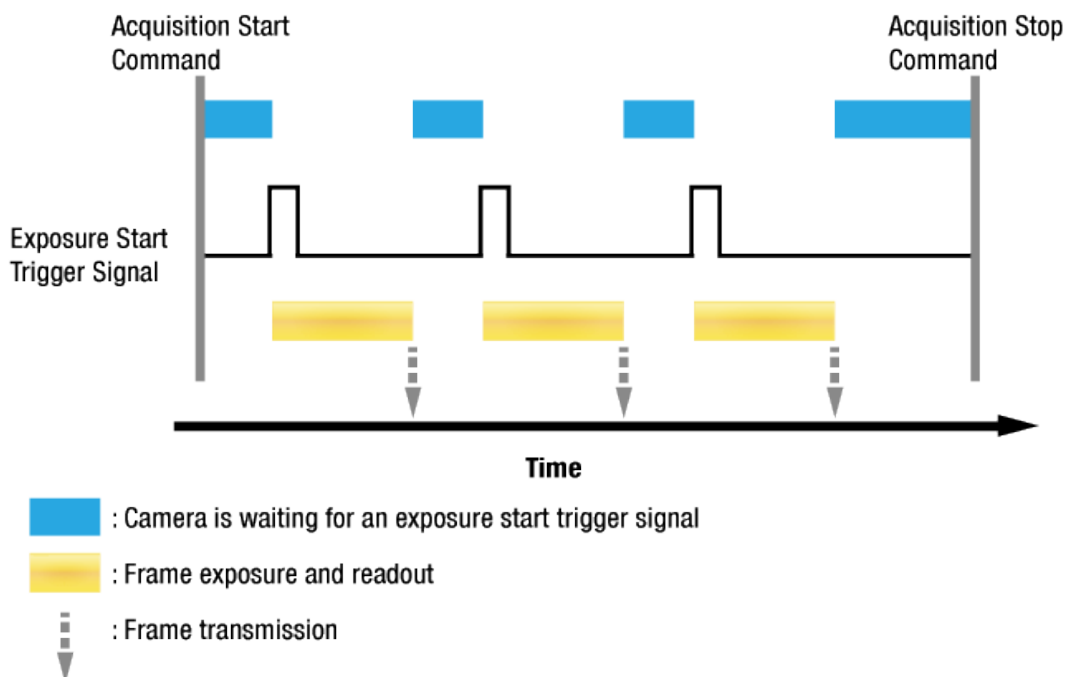 Acquisition Start
Command
Acquisition Stop
Command
Exposure Start
Trigger Signal
Time
: Camera is waiting for an exposure start trigger signal
: Frame exposure and readout
: Frame transmission